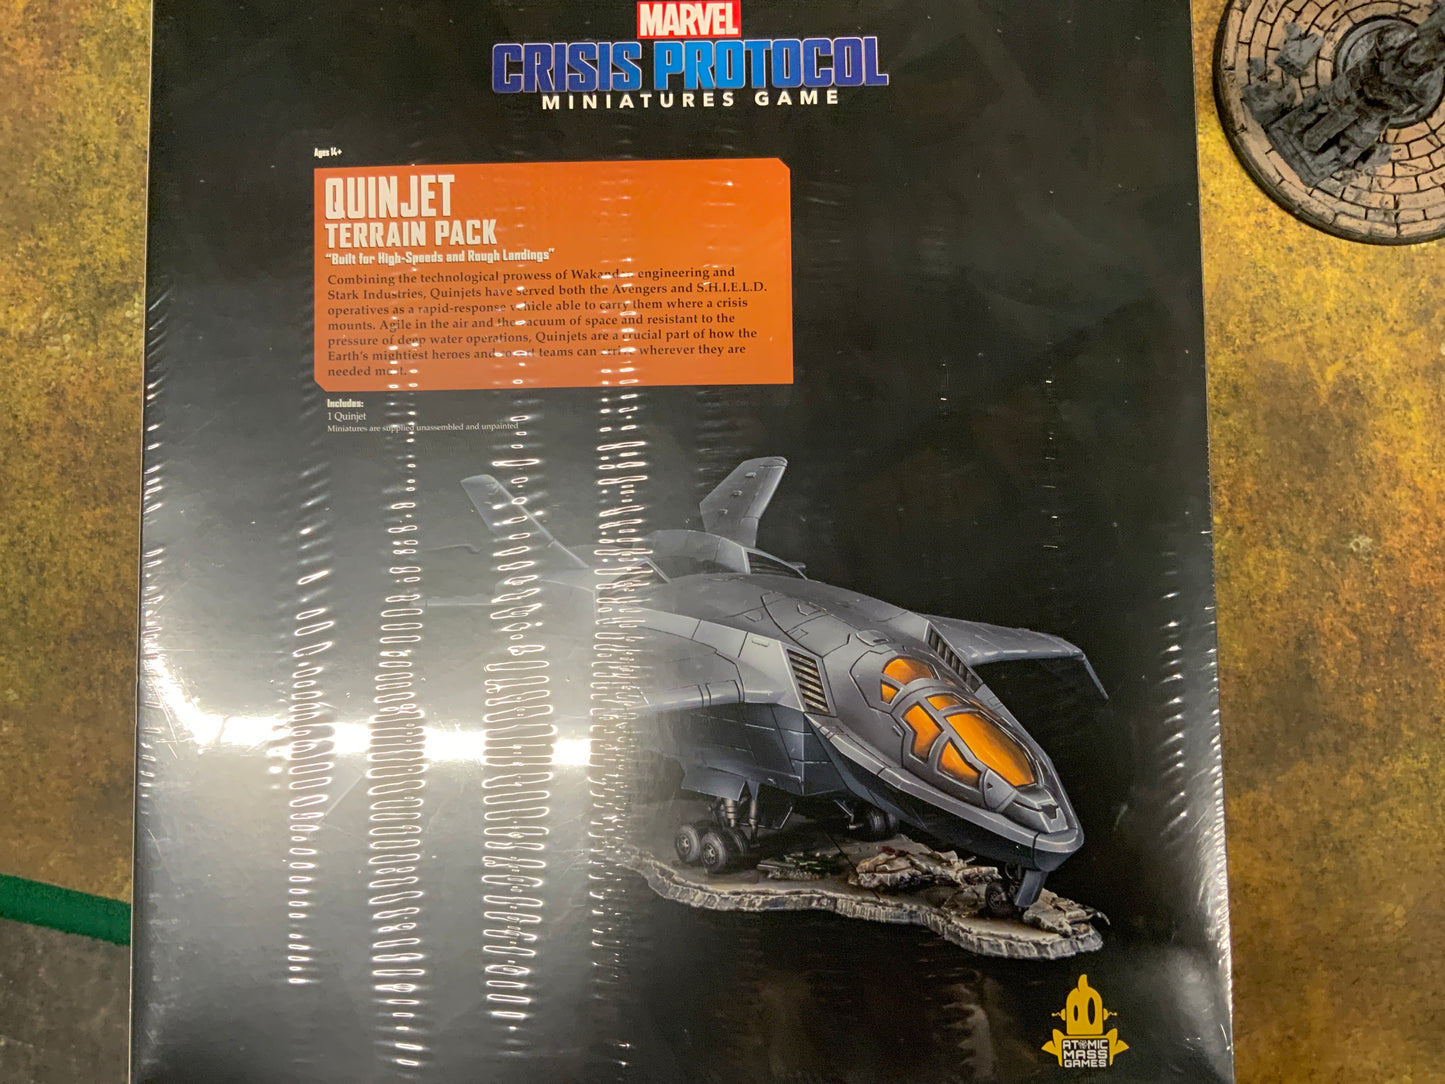 MARVEL
CRISIS PROTOCOL
MINIATURES GAME
Ages 14+
QUINJET
TERRAIN PACK
"Built for High-Speeds and Rough Landings"
Combining the technological prowess of Wakandan engineering and
Stark Industries, Quinjets have served both the Avengers and S.H.I.E.L.D.
operatives as a rapid-response vehicle able to carry them where a crisis
mounts. Agile in the air and the vacuum of space and resistant to the
pressure of deep water operations, Quinjets are a crucial part of how the
Earth's mightiest heroes and teams can arrive wherever they are
needed most.
Includes:
1 Quinjet
Miniatures are supplied unassembled and unpainted
ATOMIC
MASS
GAMES